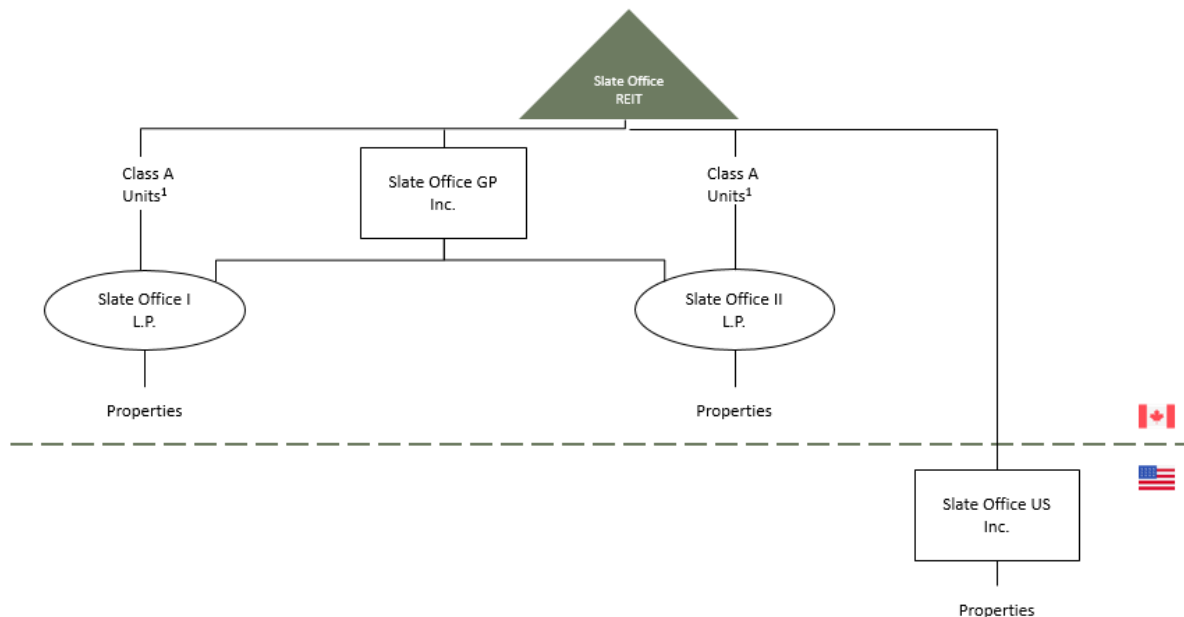 Slate Office
REIT
Class A
Units¹
Slate Office GP
Inc.
Class A
Units¹
Slate Office I
L.P.
Slate Office II
L.P.
Properties
Properties
Slate Office US
Inc.
Properties